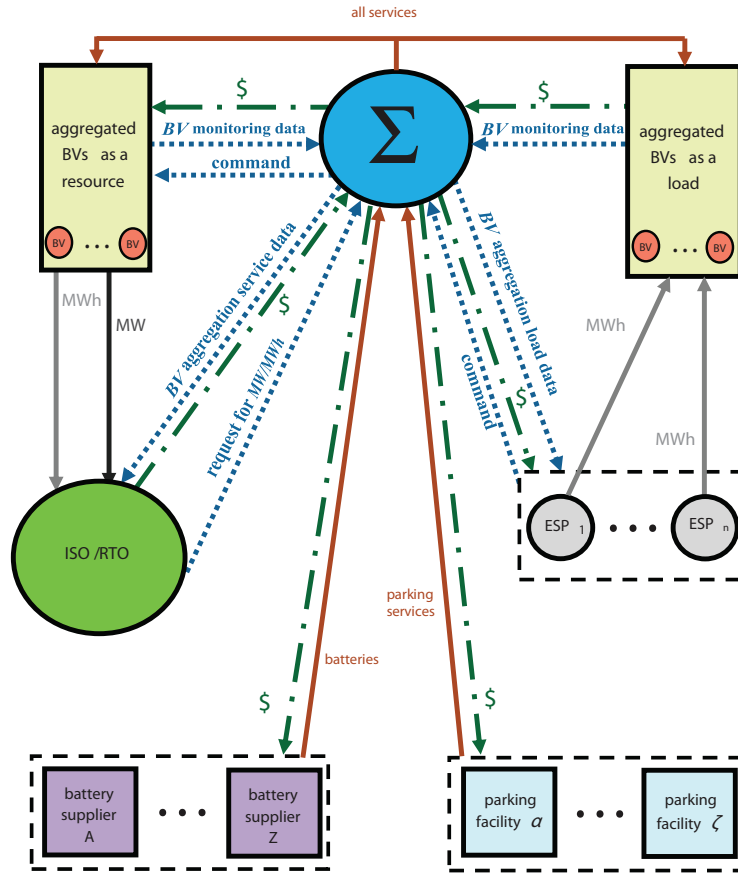 all services
$
$
aggregated
BVs as a
resource
BV monitoring data
command
Σ
BV monitoring data
aggregated
BVs as a
load
BV
...
BV
BV
...
BV
MWh
MW
BV aggregation service data
$
request for MW/MWh
BV aggregation load data
command
$
MWh
MWh
ISO /RTO
ESP 1
...
ESP n
parking
services
batteries
$
$
battery
supplier
A
...
battery
supplier
Z
parking
facility α
...
parking
facility ζ